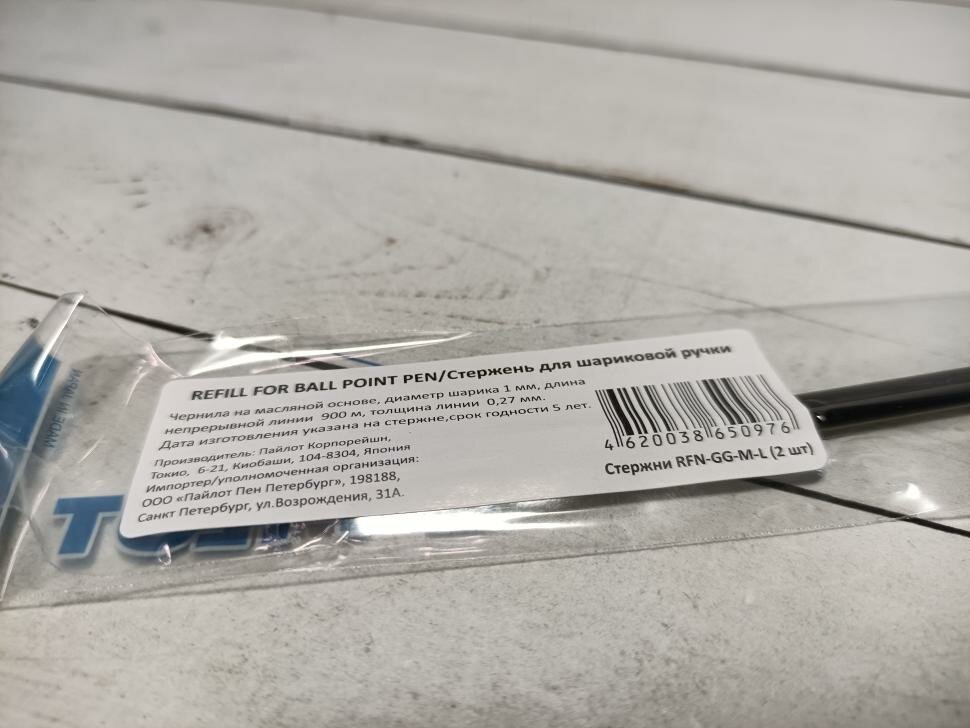 REFILL FOR BALL POINT PEN/Стержень для шариковой ручки
Чернила на масляной основе, диаметр шарика 1 мм, длина
непрерывной линии 900 м, толщина линии 0,27 мм.
Дата изготовления указана на стержне,срок годности 5 лет.
Производитель: Пайлот Корпорейшн,
Токио, 6-21, Киобаши, 104-8304, Япония
Импортер/уполномоченная организация:
ООО «Пайлот Пен Петербург», 198188,
Санкт Петербург, ул.Возрождения, 31А.
4 620038 650976
Стержни RFN-GG-M-L (2 шт)